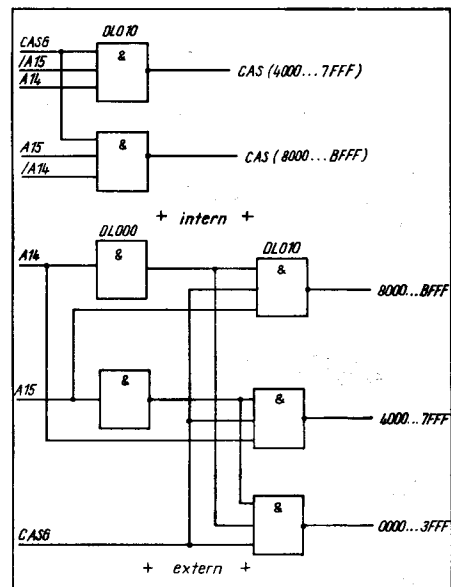 DL010
CAS6
/A15
A14
&
CAS (4000...7FFF)
A15
/A14
&
CAS (8000...BFFF)
+ intern +
DL000
DL010
A14
&
&
8000...BFFF
A15
&
&
4000...7FFF
&
0000...3FFF
CAS6
+ extern +